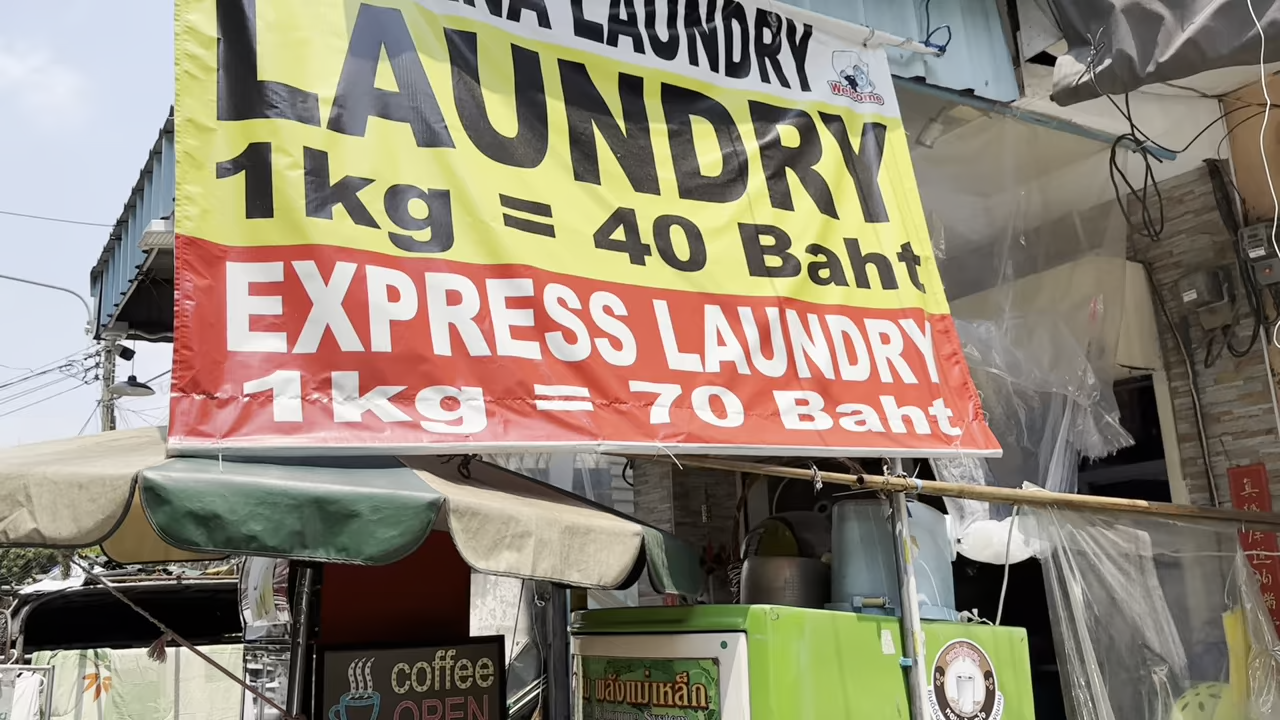 LAUNDRY
Welcome
LAUNDRY
1kg = 40 Baht
EXPRESS LAUNDRY
1kg = 70 Baht
coffee
OPEN
พลังแม่เหล็ก